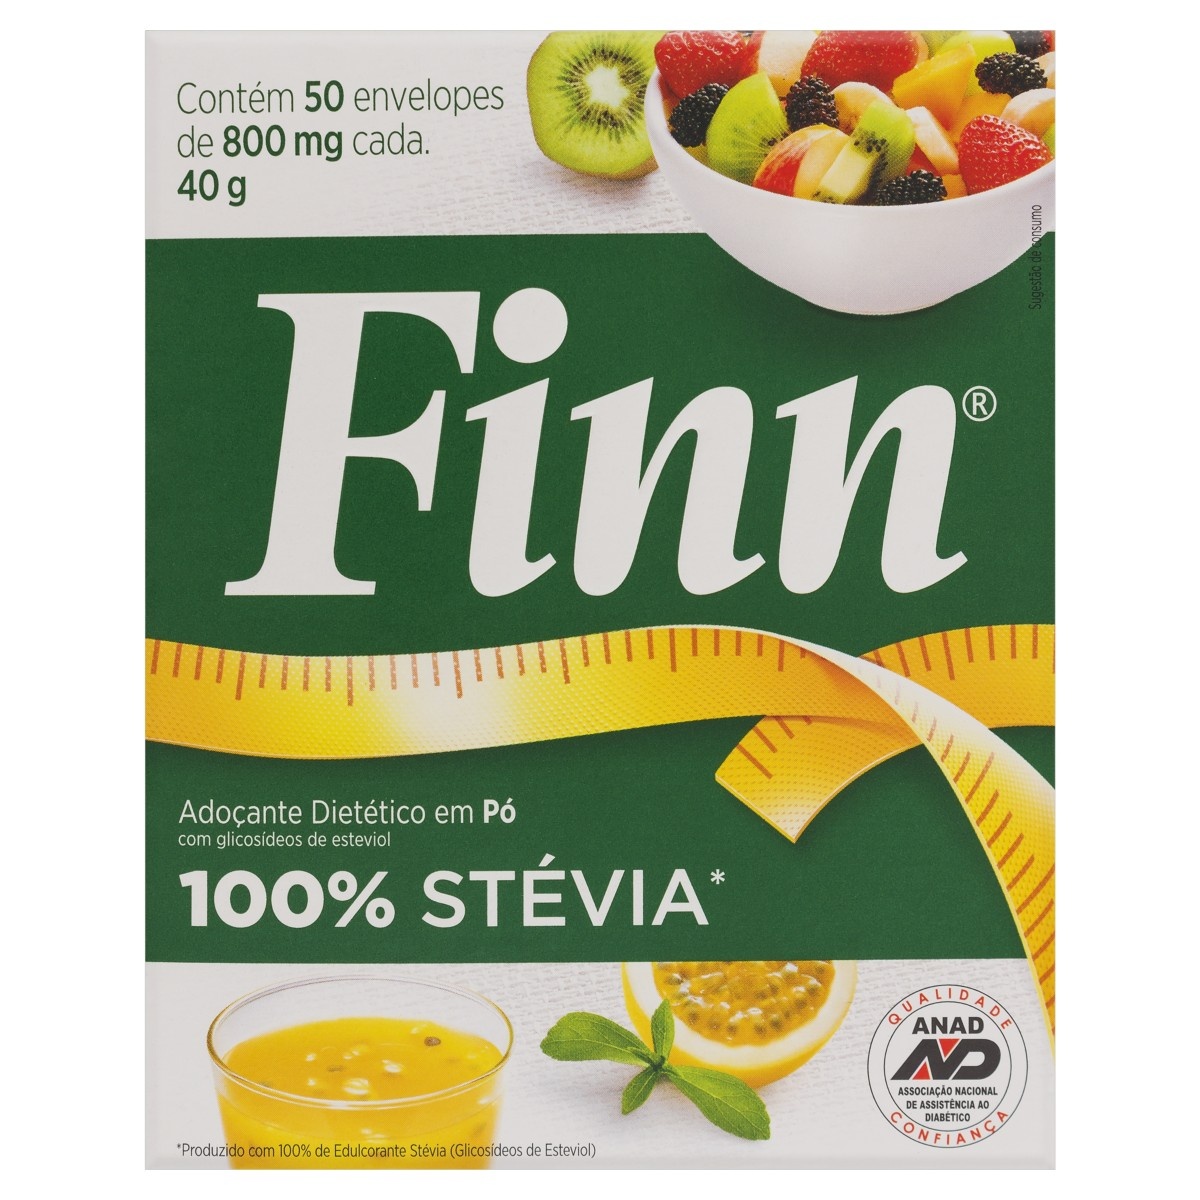 Contém 50 envelopes
de 800 mg cada.
40 g
Sugestão de consumo
Finn®
Adoçante Dietético em Pó
com glicosídeos de esteviol
100% STÉVIA*
QUALIDADE
ANAD
ASSOCIAÇÃO NACIONAL
DE ASSISTÊNCIA AO
DIABÉTICO
CONFIANÇA
*Produzido com 100% de Edulcorante Stévia (Glicosídeos de Esteviol)